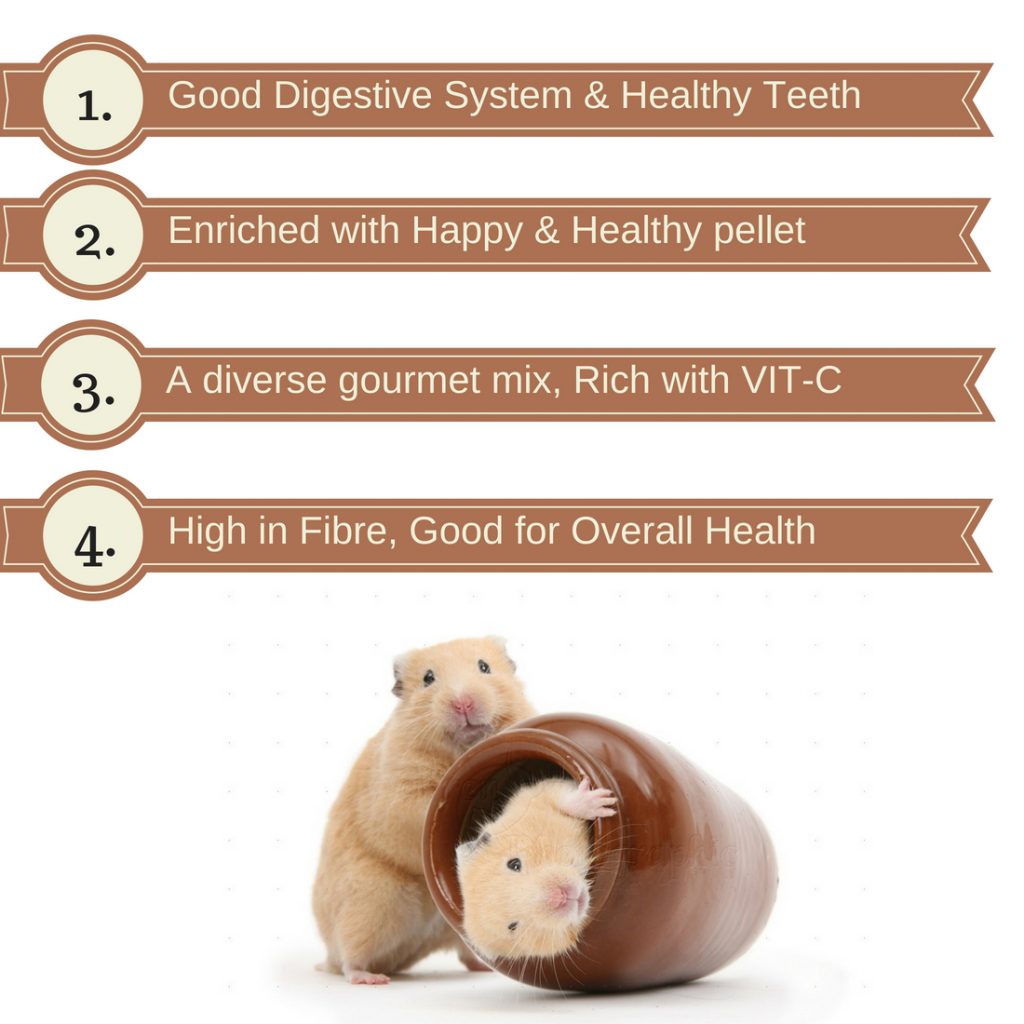 1.
Good Digestive System & Healthy Teeth
2.
Enriched with Happy & Healthy pellet
3.
A diverse gourmet mix, Rich with VIT-C
4.
High in Fibre, Good for Overall Health